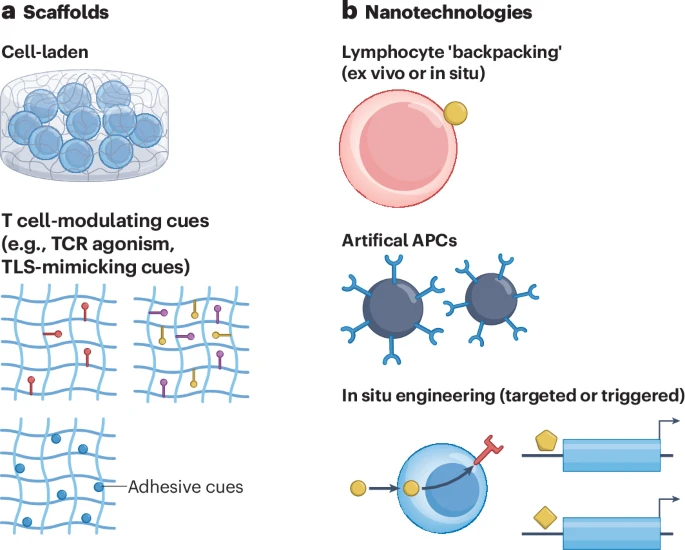 a Scaffolds
Cell-laden
T cell-modulating cues
(e.g., TCR agonism,
TLS-mimicking cues)
Adhesive cues
b Nanotechnologies
Lymphocyte 'backpacking'
(ex vivo or in situ)
Artifical APCs
In situ engineering (targeted or triggered)